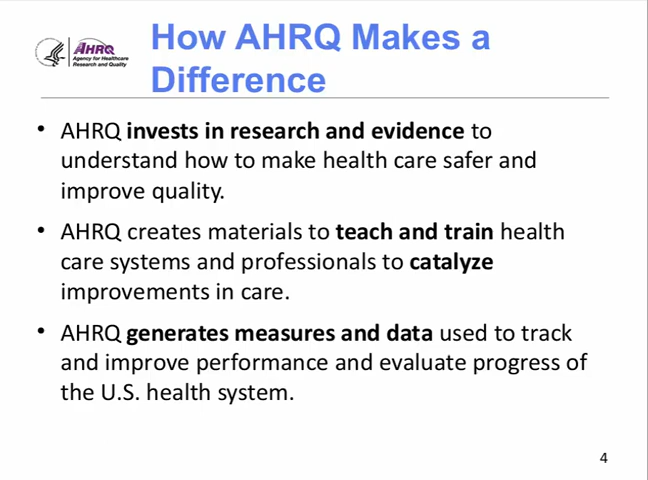 AHRQ
Agency for Healthcare
Research and Quality
How AHRQ Makes a
Difference
• AHRQ invests in research and evidence to
understand how to make health care safer and
improve quality.
• AHRQ creates materials to teach and train health
care systems and professionals to catalyze
improvements in care.
• AHRQ generates measures and data used to track
and improve performance and evaluate progress of
the U.S. health system.
4